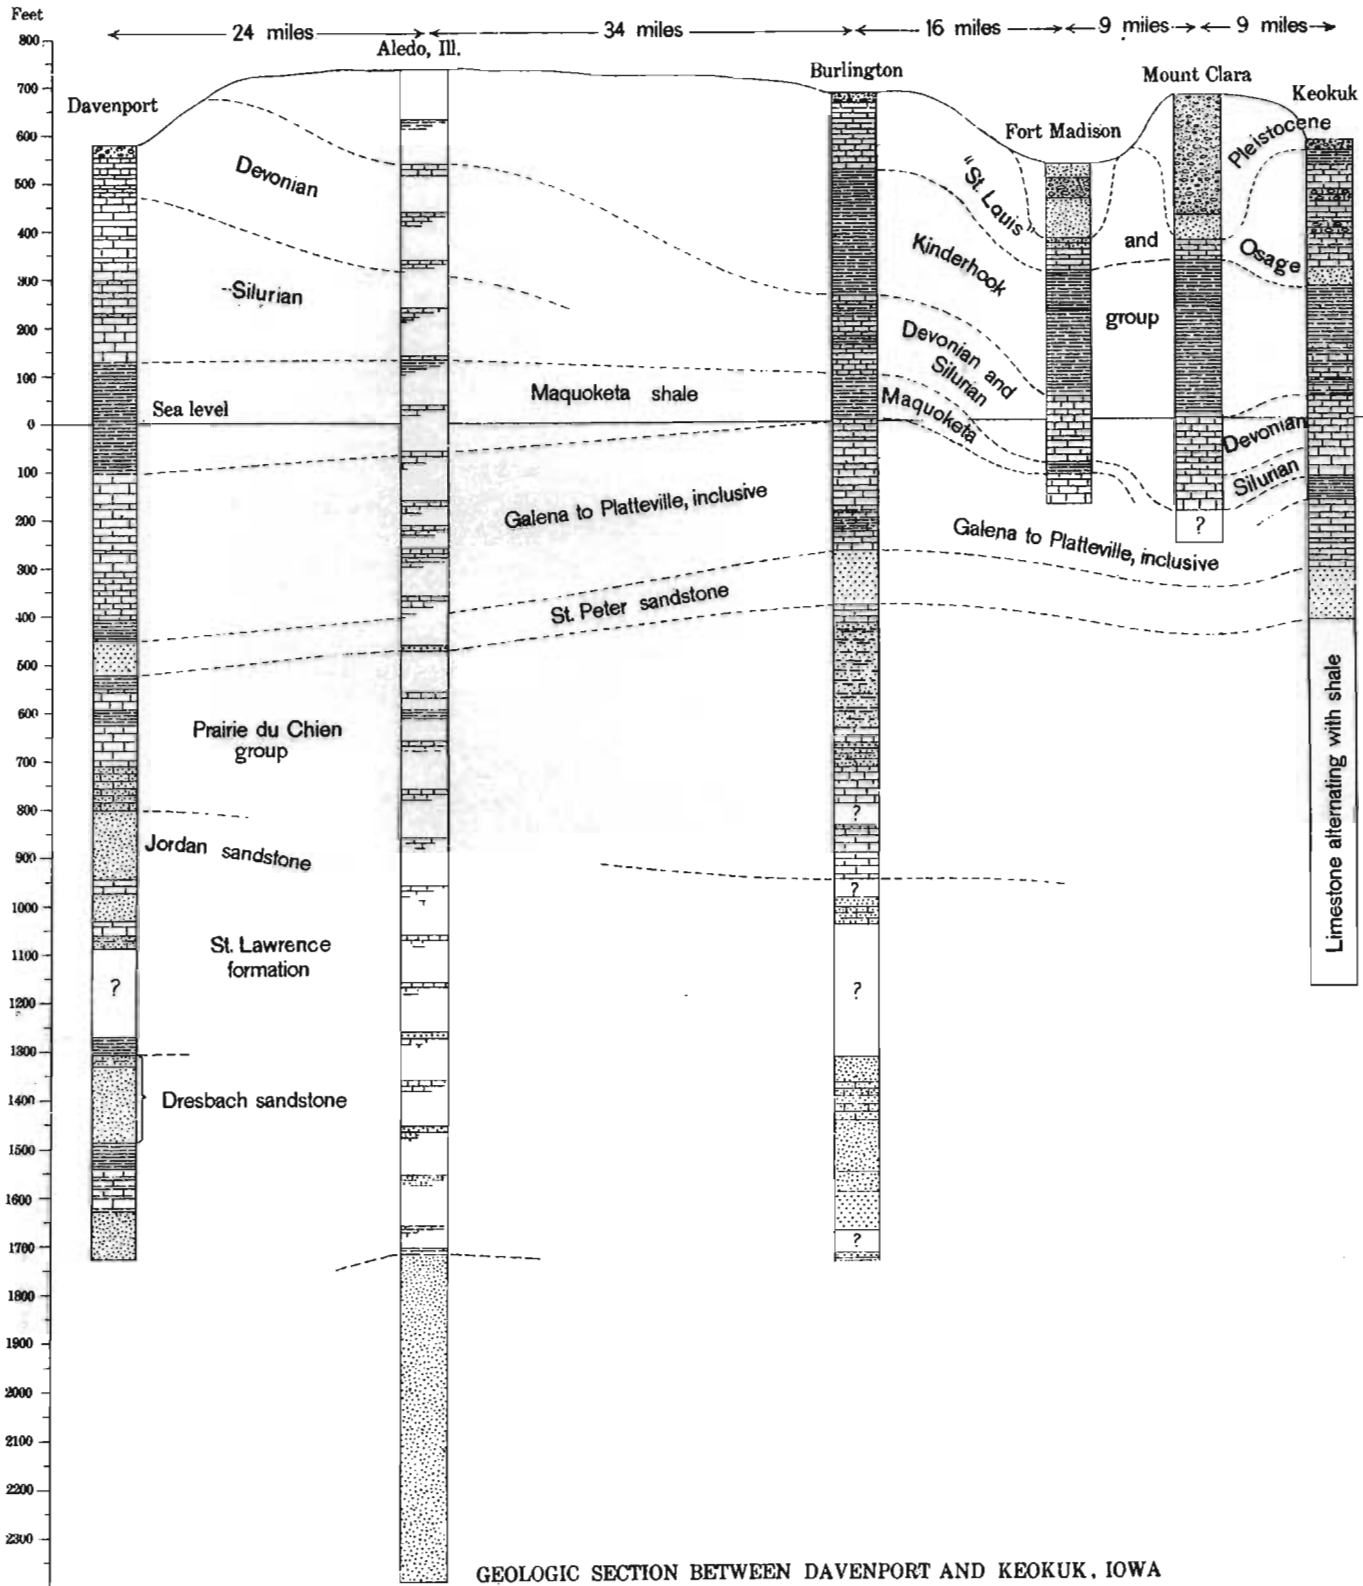 Feet
24 miles
34 miles
16 miles
9 miles
9 miles
Davenport
Aledo, Ill.
Burlington
Fort Madison
Mount Clara
Keokuk
800
700
600
500
400
300
200
100
0
100
200
300
400
500
600
700
800
900
1000
1100
1200
1300
1400
1500
1600
1700
1800
1900
2000
2100
2200
2300
Devonian
Silurian
Sea level
Maquoketa shale
Galena to Platteville, inclusive
St. Peter sandstone
Prairie du Chien
group
Jordan sandstone
St. Lawrence
formation
Dresbach sandstone
?
"St. Louis"
and
Osage
Pleistocene
Kinderhook
group
Devonian and
Silurian
Maquoketa
Devonian
Silurian
Galena to Platteville, inclusive
?
?
?
?
?
Limestone alternating with shale
GEOLOGIC SECTION BETWEEN DAVENPORT AND KEOKUK, IOWA